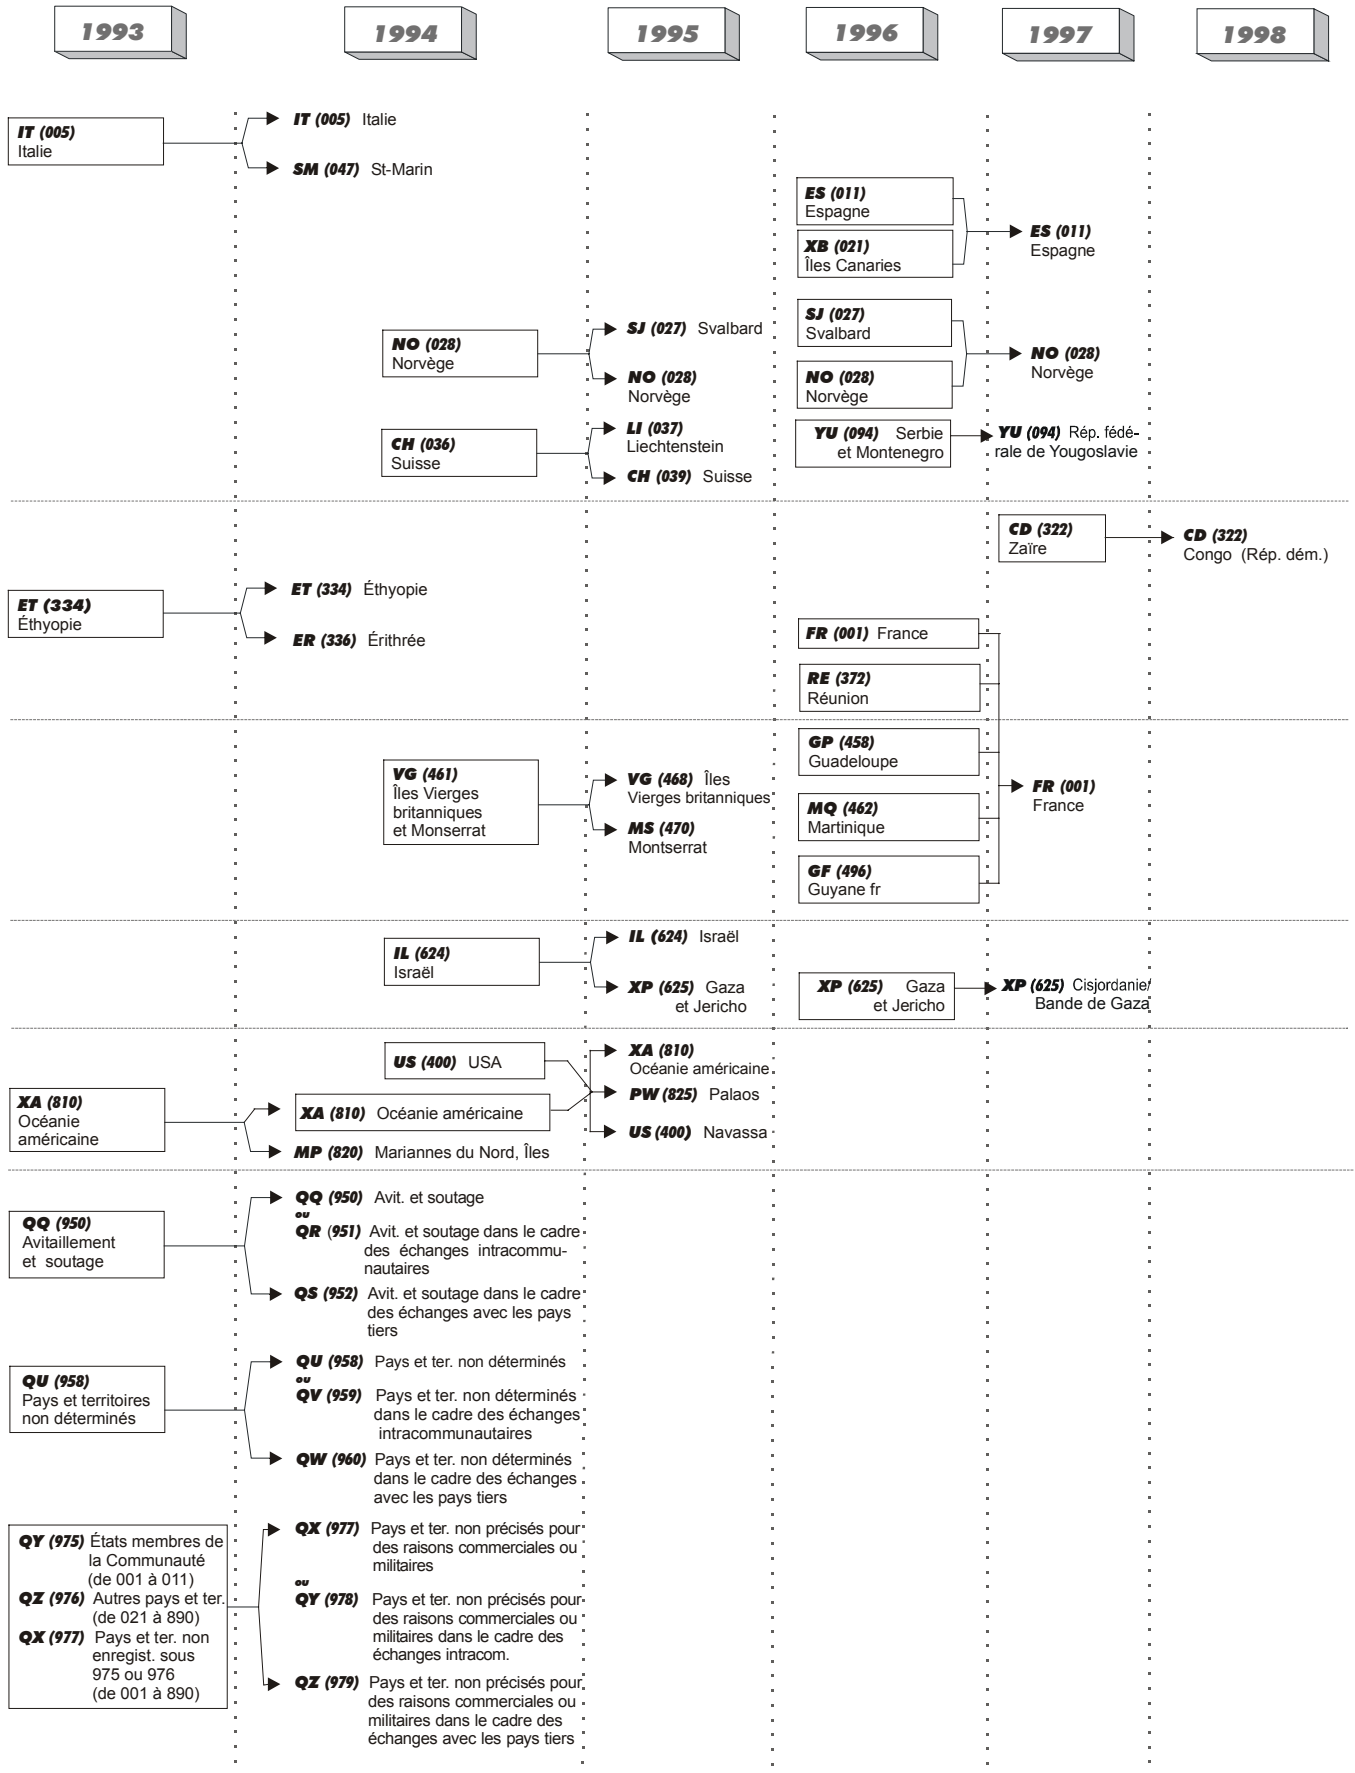 1993
1994
1995
1996
1997
1998
IT (005)
Italie
IT (005) Italie
SM (047) St-Marin
ES (011)
Espagne
XB (021)
Îles Canaries
ES (011)
Espagne
NO (028)
Norvège
SJ (027) Svalbard
NO (028)
Norvège
SJ (027)
Svalbard
NO (028)
Norvège
NO (028)
Norvège
CH (036)
Suisse
LI (037)
Liechtenstein
CH (039) Suisse
YU (094) Serbie
et Montenegro
YU (094) Rép. fédé-
rale de Yougoslavie
CD (322)
Zaïre
CD (322)
Congo (Rép. dém.)
ET (334)
Éthyopie
ET (334) Éthyopie
ER (336) Érithrée
FR (001) France
RE (372)
Réunion
GP (458)
Guadeloupe
MQ (462)
Martinique
GF (496)
Guyane fr
FR (001)
France
VG (461)
Îles Vierges
britanniques
et Monserrat
VG (468) Îles
Vierges britanniques
MS (470)
Montserrat
IL (624)
Israël
IL (624) Israël
XP (625) Gaza
et Jericho
XP (625) Gaza
et Jericho
XP (625) Cisjordanie/
Bande de Gaza
XA (810)
Océanie
américaine
US (400) USA
XA (810) Océanie américaine
MP (820) Mariannes du Nord, Îles
XA (810)
Océanie américaine
PW (825) Palaos
US (400) Navassa
QQ (950)
Avitaillement
et soutage
QQ (950) Avit. et soutage
ou
QR (951) Avit. et soutage dans le cadre
des échanges intracommu-
nautaires
QS (952) Avit. et soutage dans le cadre
des échanges avec les pays
tiers
QU (958)
Pays et territoires
non déterminés
QU (958) Pays et ter. non déterminés
ou
QV (959) Pays et ter. non déterminés
dans le cadre des échanges
intracommunautaires
QW (960) Pays et ter. non déterminés
dans le cadre des échanges
avec les pays tiers
QY (975) États membres de
la Communauté
(de 001 à 011)
QZ (976) Autres pays et ter.
(de 021 à 890)
QX (977) Pays et ter. non
enregist. sous
975 ou 976
(de 001 à 890)
QX (977) Pays et ter. non précisés pour
des raisons commerciales ou
militaires
ou
QY (978) Pays et ter. non précisés pour
des raisons commerciales ou
militaires dans le cadre des
échanges intracom.
QZ (979) Pays et ter. non précisés pour
des raisons commerciales ou
militaires dans le cadre des
échanges avec les pays tiers